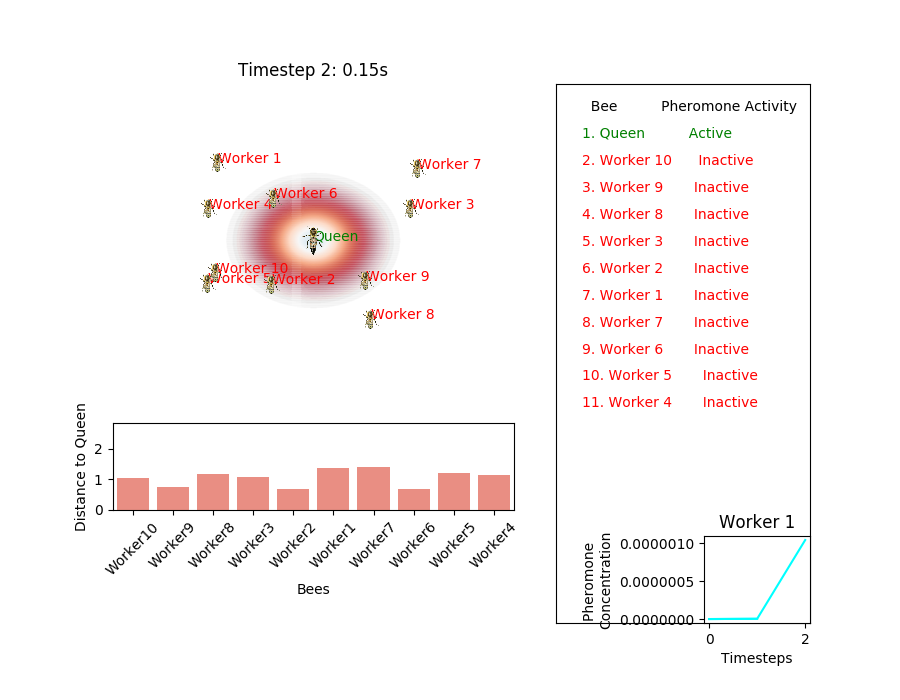 Timestep 2: 0.15s
Worker 1
Worker 7
Worker 6
Worker 4
Worker 3
Queen
Worker 10
Worker 5
Worker 2
Worker 9
Worker 8
Bee Pheromone Activity
1. Queen Active
2. Worker 10 Inactive
3. Worker 9 Inactive
4. Worker 8 Inactive
5. Worker 3 Inactive
6. Worker 2 Inactive
7. Worker 1 Inactive
8. Worker 7 Inactive
9. Worker 6 Inactive
10. Worker 5 Inactive
11. Worker 4 Inactive
Distance to Queen
2
1
0
Worker10
Worker9
Worker8
Worker3
Worker2
Worker1
Worker7
Worker6
Worker5
Worker4
Bees
Worker 1
Pheromone
Concentration
0.0000010
0.0000005
0.0000000
0
2
Timesteps